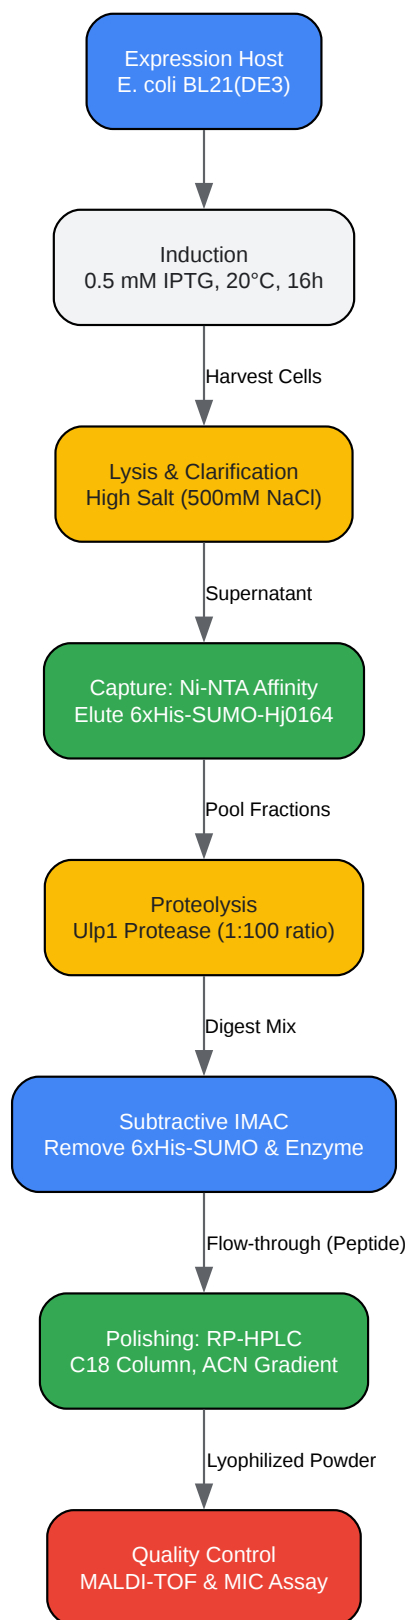 Expression Host
E. coli BL21(DE3)
Induction
0.5 mM IPTG, 20°C, 16h
Harvest Cells
Lysis & Clarification
High Salt (500mM NaCl)
Supernatant
Capture: Ni-NTA Affinity
Elute 6xHis-SUMO-Hj0164
Pool Fractions
Proteolysis
Ulp1 Protease (1:100 ratio)
Digest Mix
Subtractive IMAC
Remove 6xHis-SUMO & Enzyme
Flow-through (Peptide)
Polishing: RP-HPLC
C18 Column, ACN Gradient
Lyophilized Powder
Quality Control
MALDI-TOF & MIC Assay